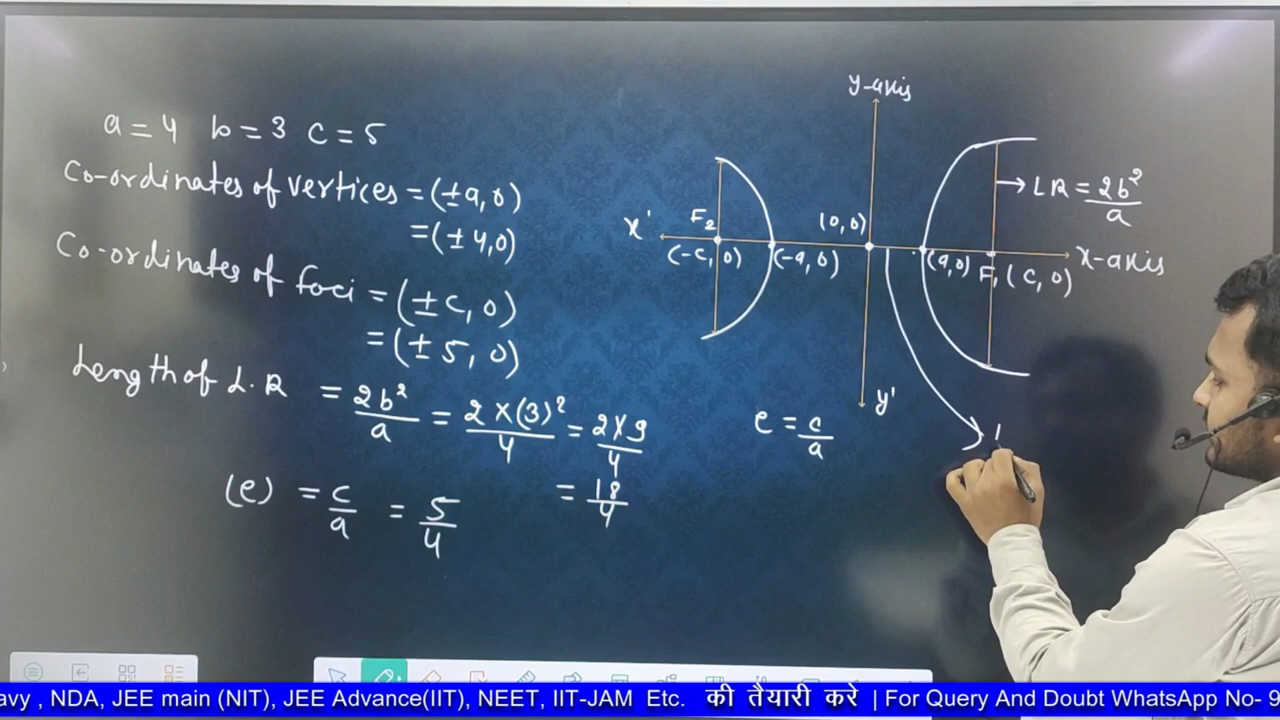 a = 4 b = 3 c = 5
Co-ordinates of vertices = (±a, 0)
= (±4, 0)
Co-ordinates of foci = (±c, 0)
= (±5, 0)
Length of L.R = 2b²/a = 2×(3)²/4 = 2×9/4
= 18/4
(e) = c/a = 5/4
y-axis
LR = 2b²/a
x'
F₂
(0,0)
(-c, 0)
(-a, 0)
(a,0)
F₁ (c, 0)
x-axis
y'
e = c/a
avy , NDA, JEE main (NIT), JEE Advance(IIT), NEET, IIT-JAM Etc. की तैयारी करें | For Query And Doubt WhatsApp No- 9